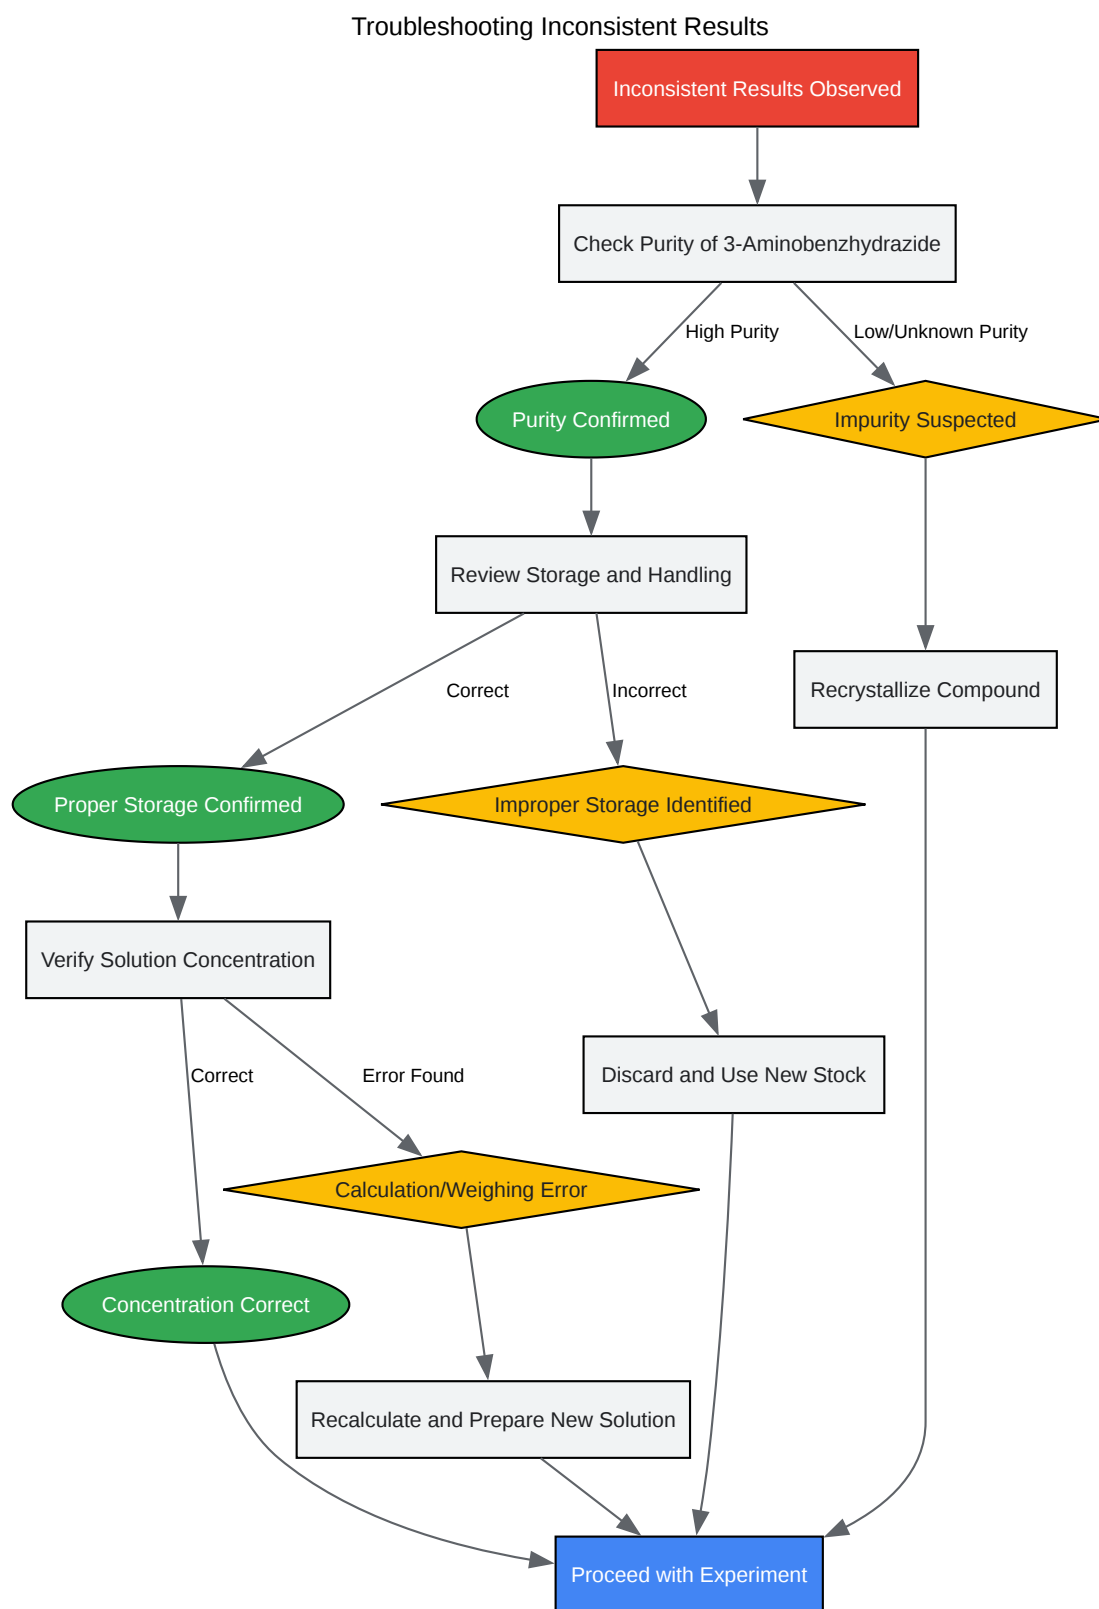 Troubleshooting Inconsistent Results
Inconsistent Results Observed
Check Purity of 3-Aminobenzhydrazide
High Purity
Low/Unknown Purity
Purity Confirmed
Impurity Suspected
Review Storage and Handling
Recrystallize Compound
Correct
Incorrect
Proper Storage Confirmed
Improper Storage Identified
Verify Solution Concentration
Discard and Use New Stock
Correct
Error Found
Calculation/Weighing Error
Concentration Correct
Recalculate and Prepare New Solution
Proceed with Experiment